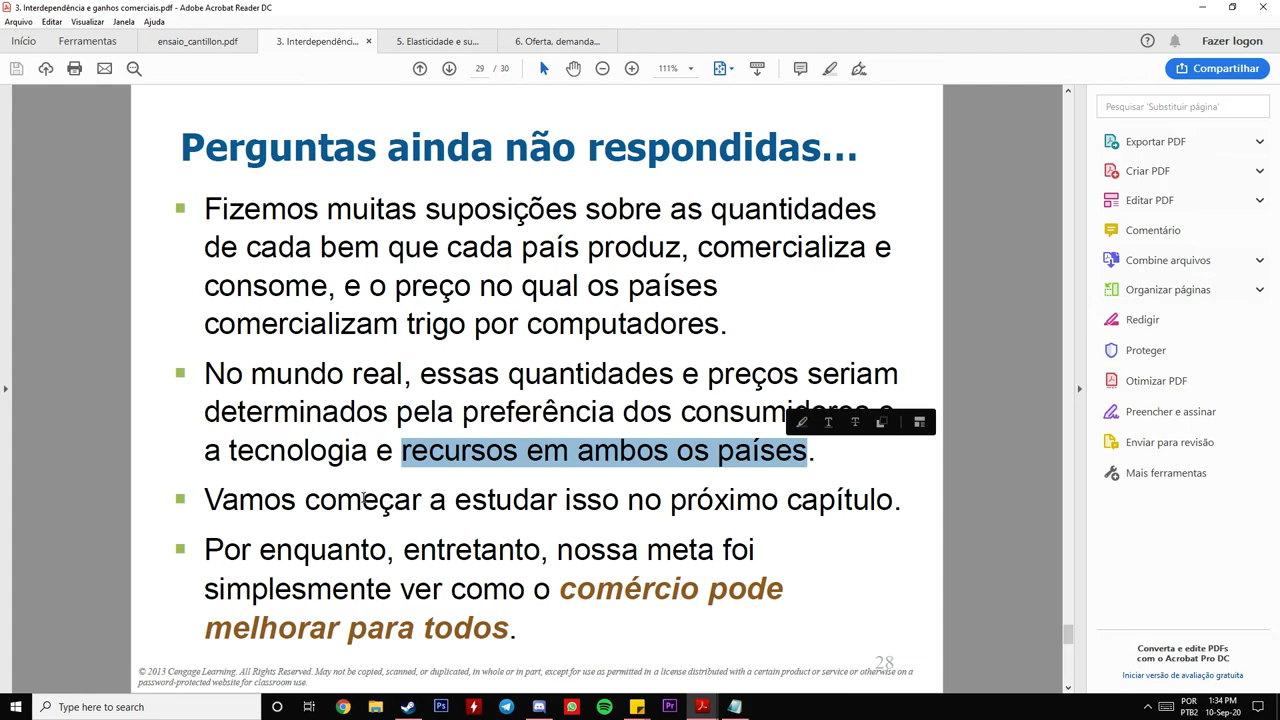 3. Interdependência e ganhos comerciais.pdf - Adobe Acrobat Reader DC
Arquivo Editar Visualizar Janela Ajuda
Início Ferramentas ensaio_cantillon.pdf 3. Interdependênci... × 5. Elasticidade e su... 6. Oferta, demanda... Fazer logon
29 / 30 111% Compartilhar
Perguntas ainda não respondidas...
Fizemos muitas suposições sobre as quantidades
de cada bem que cada país produz, comercializa e
consome, e o preço no qual os países
comercializam trigo por computadores.
No mundo real, essas quantidades e preços seriam
determinados pela preferência dos consumidores e
a tecnologia e recursos em ambos os países.
Vamos começar a estudar isso no próximo capítulo.
Por enquanto, entretanto, nossa meta foi
simplesmente ver como o comércio pode
melhorar para todos.
28
© 2013 Cengage Learning. All Rights Reserved. May not be copied, scanned, or duplicated, in whole or in part, except for use as permitted in a license distributed with a certain product or service or otherwise on a
password-protected website for classroom use.
Pesquisar 'Substituir página'
Exportar PDF
Criar PDF
Editar PDF
Comentário
Combine arquivos
Organizar páginas
Redigir
Proteger
Otimizar PDF
Preencher e assinar
Enviar para revisão
Mais ferramentas
Converta e edite PDFs
com o Acrobat Pro DC
Iniciar versão de avaliação gratuita
Type here to search
POR 1:34 PM
PTB2 10-Sep-20